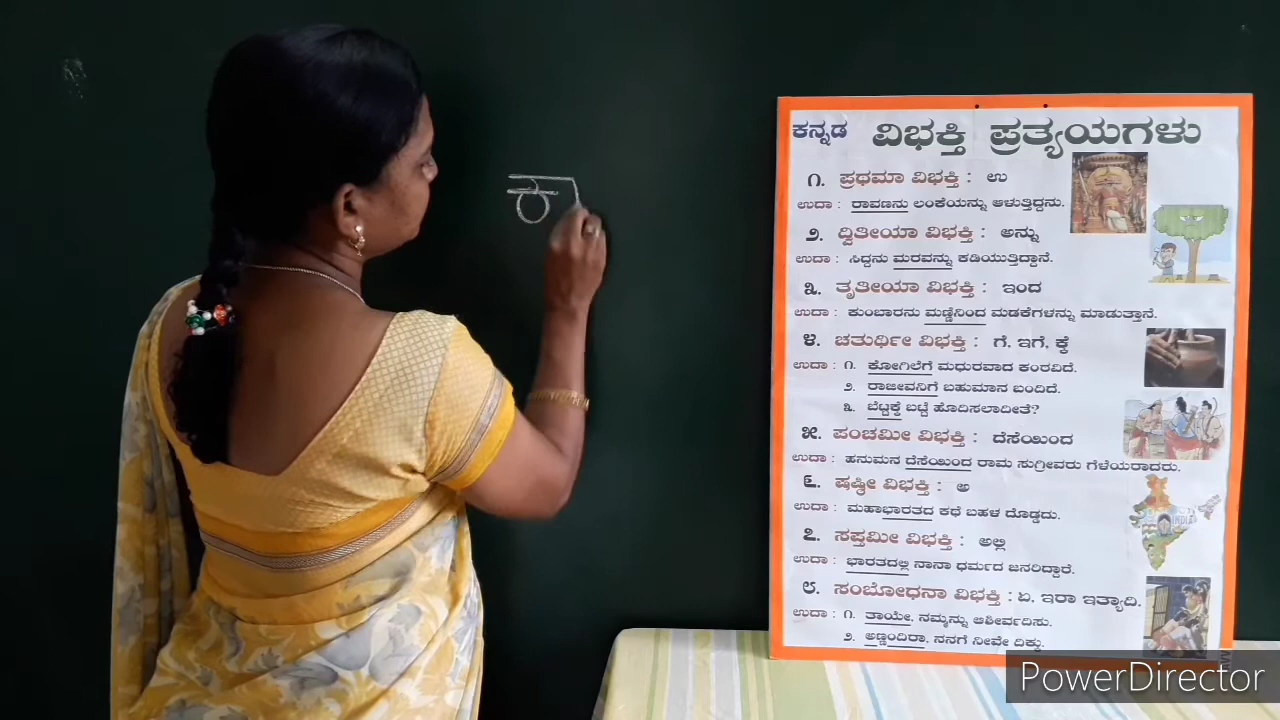 ಕನ್ನಡ ವಿಭಕ್ತಿ ಪ್ರತ್ಯಯಗಳು
೧. ಪ್ರಥಮಾ ವಿಭಕ್ತಿ : ಉ
ಉದಾ : ರಾವಣನು ಲಂಕೆಯನ್ನು ಆಳುತ್ತಿದ್ದನು.
೨. ದ್ವಿತೀಯಾ ವಿಭಕ್ತಿ : ಅನ್ನು
ಉದಾ : ಸಿದ್ದನು ಮರವನ್ನು ಕಡಿಯುತ್ತಿದ್ದಾನೆ.
೩. ತೃತೀಯಾ ವಿಭಕ್ತಿ : ಇಂದ
ಉದಾ : ಕುಂಬಾರನು ಮಣ್ಣಿನಿಂದ ಮಡಕೆಗಳನ್ನು ಮಾಡುತ್ತಾನೆ.
೪. ಚತುರ್ಥೀ ವಿಭಕ್ತಿ : ಗೆ, ಇಗೆ, ಕ್ಕೆ
ಉದಾ : ೧. ಕೋಗಿಲೆಗೆ ಮಧುರವಾದ ಕಂಠವಿದೆ.
೨. ರಾಜೀವನಿಗೆ ಬಹುಮಾನ ಬಂದಿದೆ.
೩. ಬೆಟ್ಟಕ್ಕೆ ಬಟ್ಟೆ ಹೊದಿಸಲಾದೀತೆ?
೫. ಪಂಚಮೀ ವಿಭಕ್ತಿ : ದೆಸೆಯಿಂದ
ಉದಾ : ಹನುಮನ ದೆಸೆಯಿಂದ ರಾಮ ಸುಗ್ರೀವರು ಗೆಳೆಯರಾದರು.
೬. ಷಷ್ಠೀ ವಿಭಕ್ತಿ : ಅ
ಉದಾ : ಮಹಾಭಾರತದ ಕಥೆ ಬಹಳ ದೊಡ್ಡದು.
INDIA
೭. ಸಪ್ತಮೀ ವಿಭಕ್ತಿ : ಅಲ್ಲಿ
ಉದಾ : ಭಾರತದಲ್ಲಿ ನಾನಾ ಧರ್ಮದ ಜನರಿದ್ದಾರೆ.
೮. ಸಂಬೋಧನಾ ವಿಭಕ್ತಿ : ಏ, ಇರಾ ಇತ್ಯಾದಿ.
ಉದಾ : ೧. ತಾಯೇ, ನಮ್ಮನ್ನು ಆಶೀರ್ವದಿಸು.
೨. ಅಣ್ಣಂದಿರಾ, ನನಗೆ ನೀವೇ ದಿಕ್ಕು.
PowerDirector